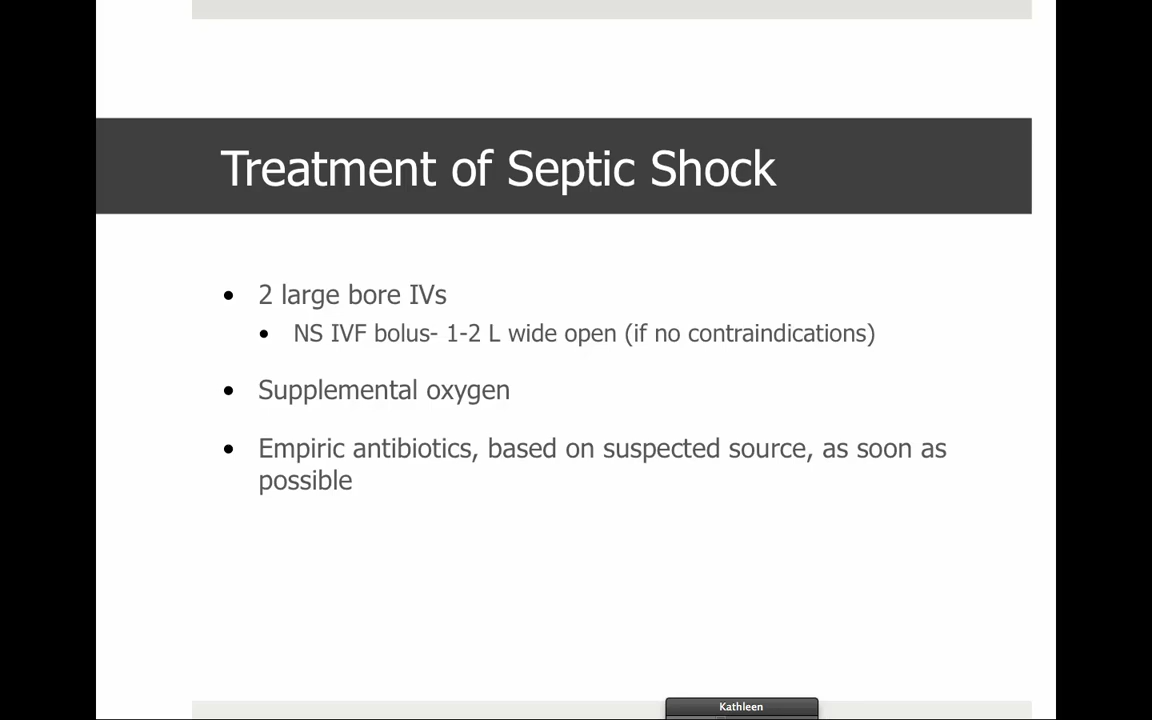 Treatment of Septic Shock
• 2 large bore IVs
• NS IVF bolus- 1-2 L wide open (if no contraindications)
• Supplemental oxygen
• Empiric antibiotics, based on suspected source, as soon as
possible
Kathleen